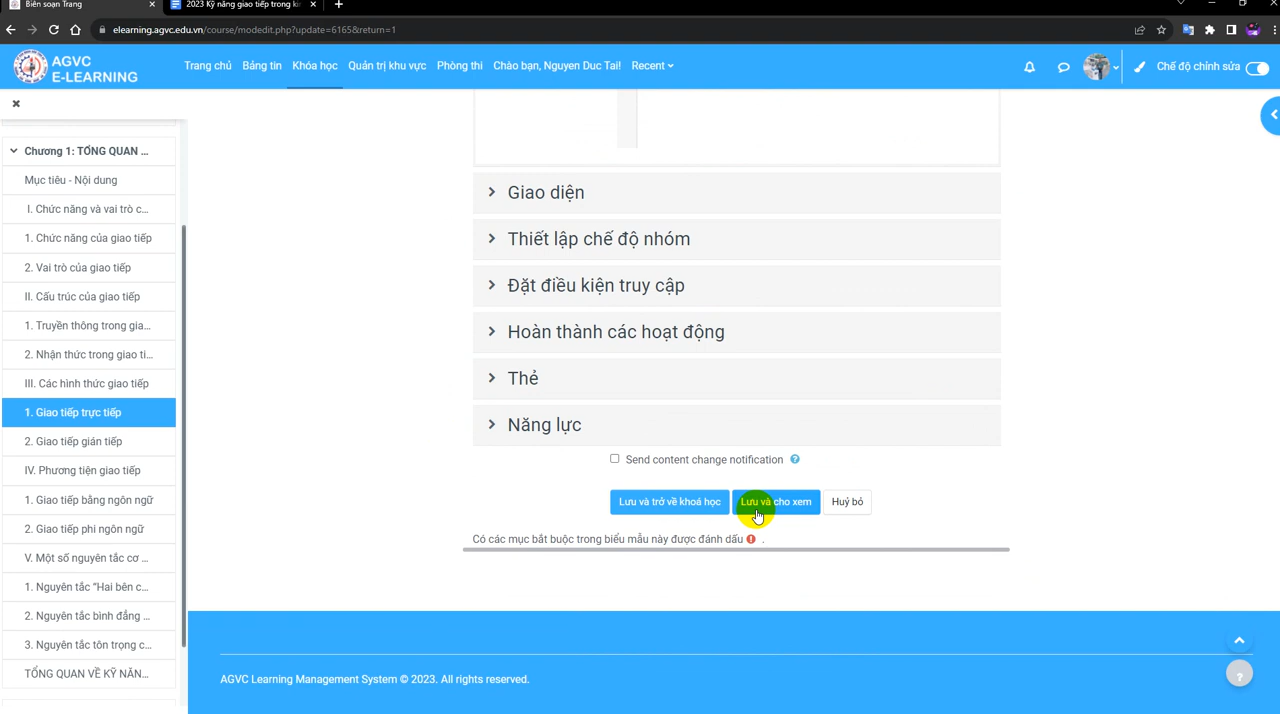 Biên soạn Trang
2023 Kỹ năng giao tiếp trong ki
elearning.agvc.edu.vn/course/modedit.php?update=6165&return=1
AGVC
E-LEARNING
Trang chủ
Bảng tin
Khóa học
Quản trị khu vực
Phòng thi
Chào bạn, Nguyen Duc Tai!
Recent
Chế độ chỉnh sửa
Chương 1: TỔNG QUAN ...
Mục tiêu - Nội dung
I. Chức năng và vai trò c...
1. Chức năng của giao tiếp
2. Vai trò của giao tiếp
II. Cấu trúc của giao tiếp
1. Truyền thông trong gia...
2. Nhận thức trong giao ti...
III. Các hình thức giao tiếp
1. Giao tiếp trực tiếp
2. Giao tiếp gián tiếp
IV. Phương tiện giao tiếp
1. Giao tiếp bằng ngôn ngữ
2. Giao tiếp phi ngôn ngữ
V. Một số nguyên tắc cơ ...
1. Nguyên tắc “Hai bên c...
2. Nguyên tắc bình đẳng ...
3. Nguyên tắc tôn trọng c...
TỔNG QUAN VỀ KỸ NĂN...
Giao diện
Thiết lập chế độ nhóm
Đặt điều kiện truy cập
Hoàn thành các hoạt động
Thẻ
Năng lực
Send content change notification
Lưu và trở về khoá học
Lưu và cho xem
Huỷ bỏ
Có các mục bắt buộc trong biểu mẫu này được đánh dấu .
AGVC Learning Management System © 2023. All rights reserved.